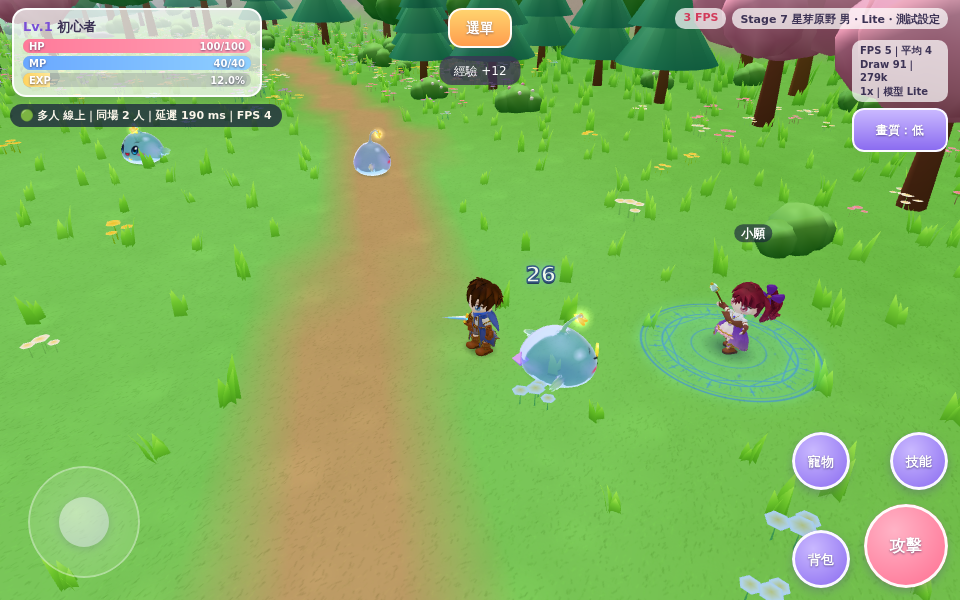 Lv.1 初心者
HP 100/100
MP 40/40
EXP 12.0%
多人 線上｜同場 2 人｜延遲 190 ms｜FPS 4
選單
經驗 +12
3 FPS
Stage 7 星芽原野 男・Lite・測試設定
FPS 5｜平均 4
Draw 91｜
279k
1x｜模型 Lite
畫質：低
小願
26
寵物
技能
攻擊
背包